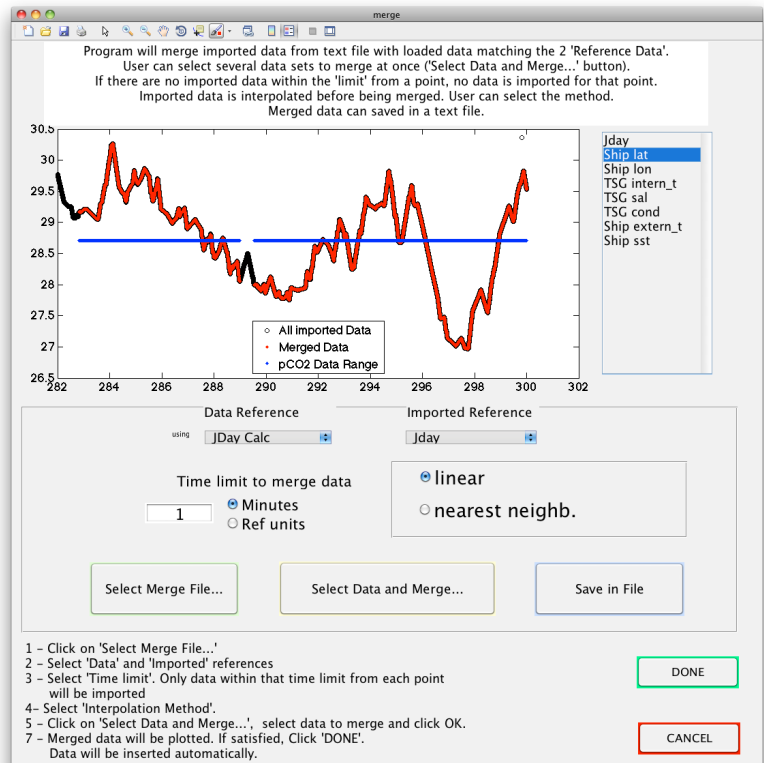 merge
Program will merge imported data from text file with loaded data matching the 2 'Reference Data'.
User can select several data sets to merge at once ('Select Data and Merge...' button).
If there are no imported data within the 'limit' from a point, no data is imported for that point.
Imported data is interpolated before being merged. User can select the method.
Merged data can saved in a text file.
30.5
30
29.5
29
28.5
28
27.5
27
26.5
282 284 286 288 290 292 294 296 298 300 302
All imported Data
Merged Data
pCO2 Data Range
Jday
Ship lat
Ship lon
TSG intern_t
TSG sal
TSG cond
Ship extern_t
Ship sst
Data Reference
Imported Reference
using JDay Calc
Jday
Time limit to merge data
1
Minutes
Ref units
linear
nearest neighb.
Select Merge File...
Select Data and Merge...
Save in File
1 - Click on 'Select Merge File...'
2 - Select 'Data' and 'Imported' references
3 - Select 'Time limit'. Only data within that time limit from each point
will be imported
4- Select 'Interpolation Method'.
5 - Click on 'Select Data and Merge...', select data to merge and click OK.
7 - Merged data will be plotted. If satisfied, Click 'DONE'.
Data will be inserted automatically.
DONE
CANCEL